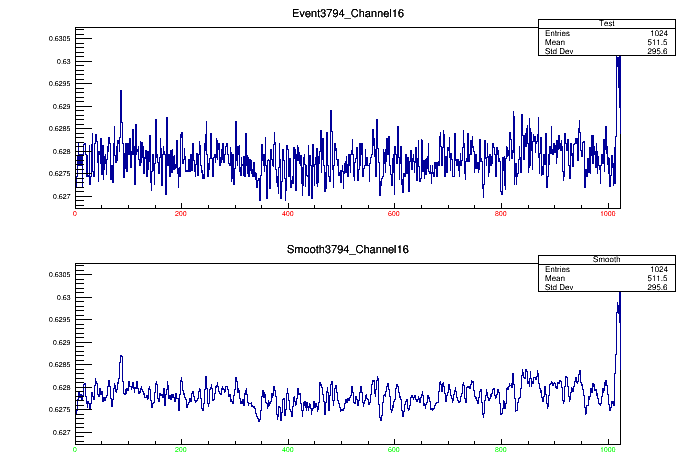 Event3794_Channel16
Test
Entries 1024
Mean 511.5
Std Dev 295.6
0.6305
0.63
0.6295
0.629
0.6285
0.628
0.6275
0.627
0 200 400 600 800 1000
Smooth3794_Channel16
Smooth
Entries 1024
Mean 511.5
Std Dev 295.6
0.6305
0.63
0.6295
0.629
0.6285
0.628
0.6275
0.627
0 200 400 600 800 1000